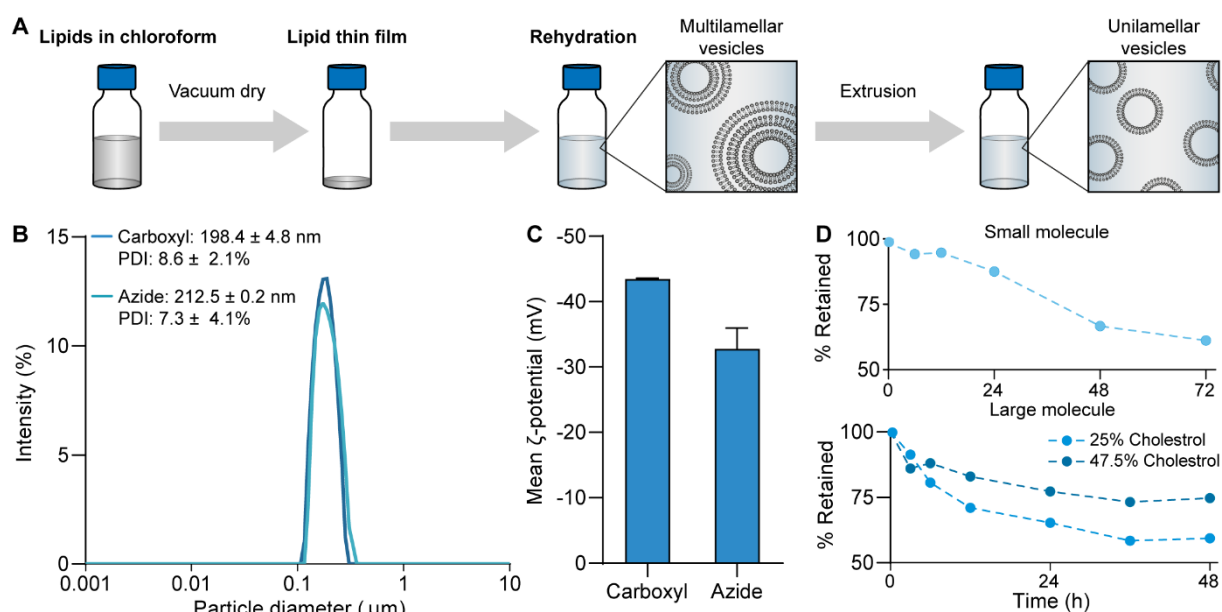 A
Lipids in chloroform
Vacuum dry
Lipid thin film
Rehydration
Multilamellar
vesicles
Extrusion
Unilamellar
vesicles
B
Carboxyl: 198.4 ± 4.8 nm
PDI: 8.6 ± 2.1%
Azide: 212.5 ± 0.2 nm
PDI: 7.3 ± 4.1%
Intensity (%)
15
10
5
0
0.001
0.01
0.1
1
10
Particle diameter (µm)
C
Mean ζ-potential (mV)
-50
-40
-30
-20
-10
0
Carboxyl
Azide
D
Small molecule
% Retained
100
75
50
0
24
48
72
Large molecule
25% Cholestrol
47.5% Cholestrol
% Retained
100
75
50
0
24
48
Time (h)